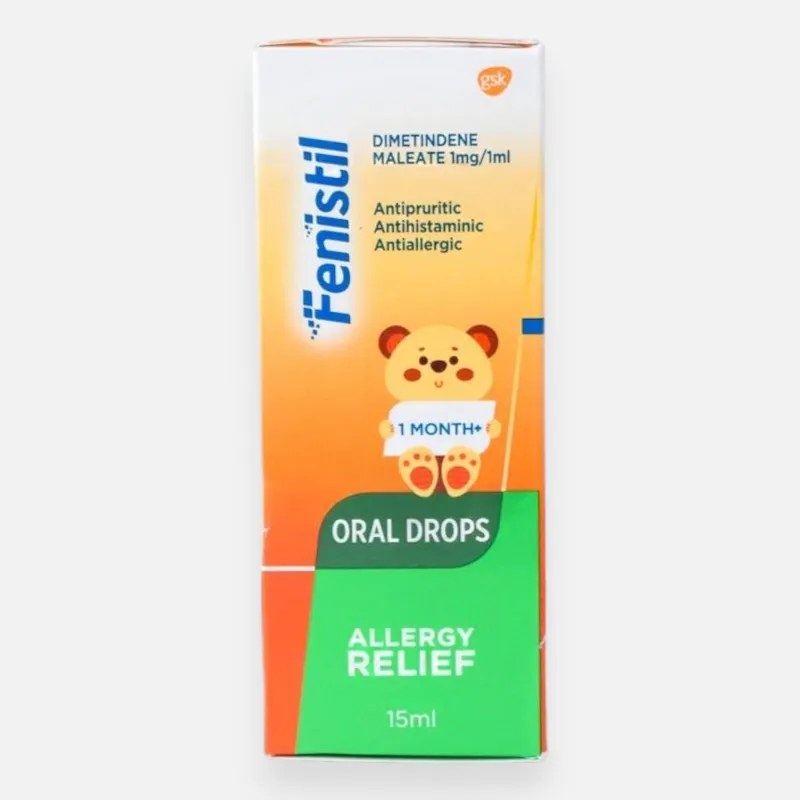 gsk
Fenistil
DIMETINDENE
MALEATE 1mg/1ml
Antipruritic
Antihistaminic
Antiallergic
1 MONTH+
ORAL DROPS
ALLERGY
RELIEF
15ml